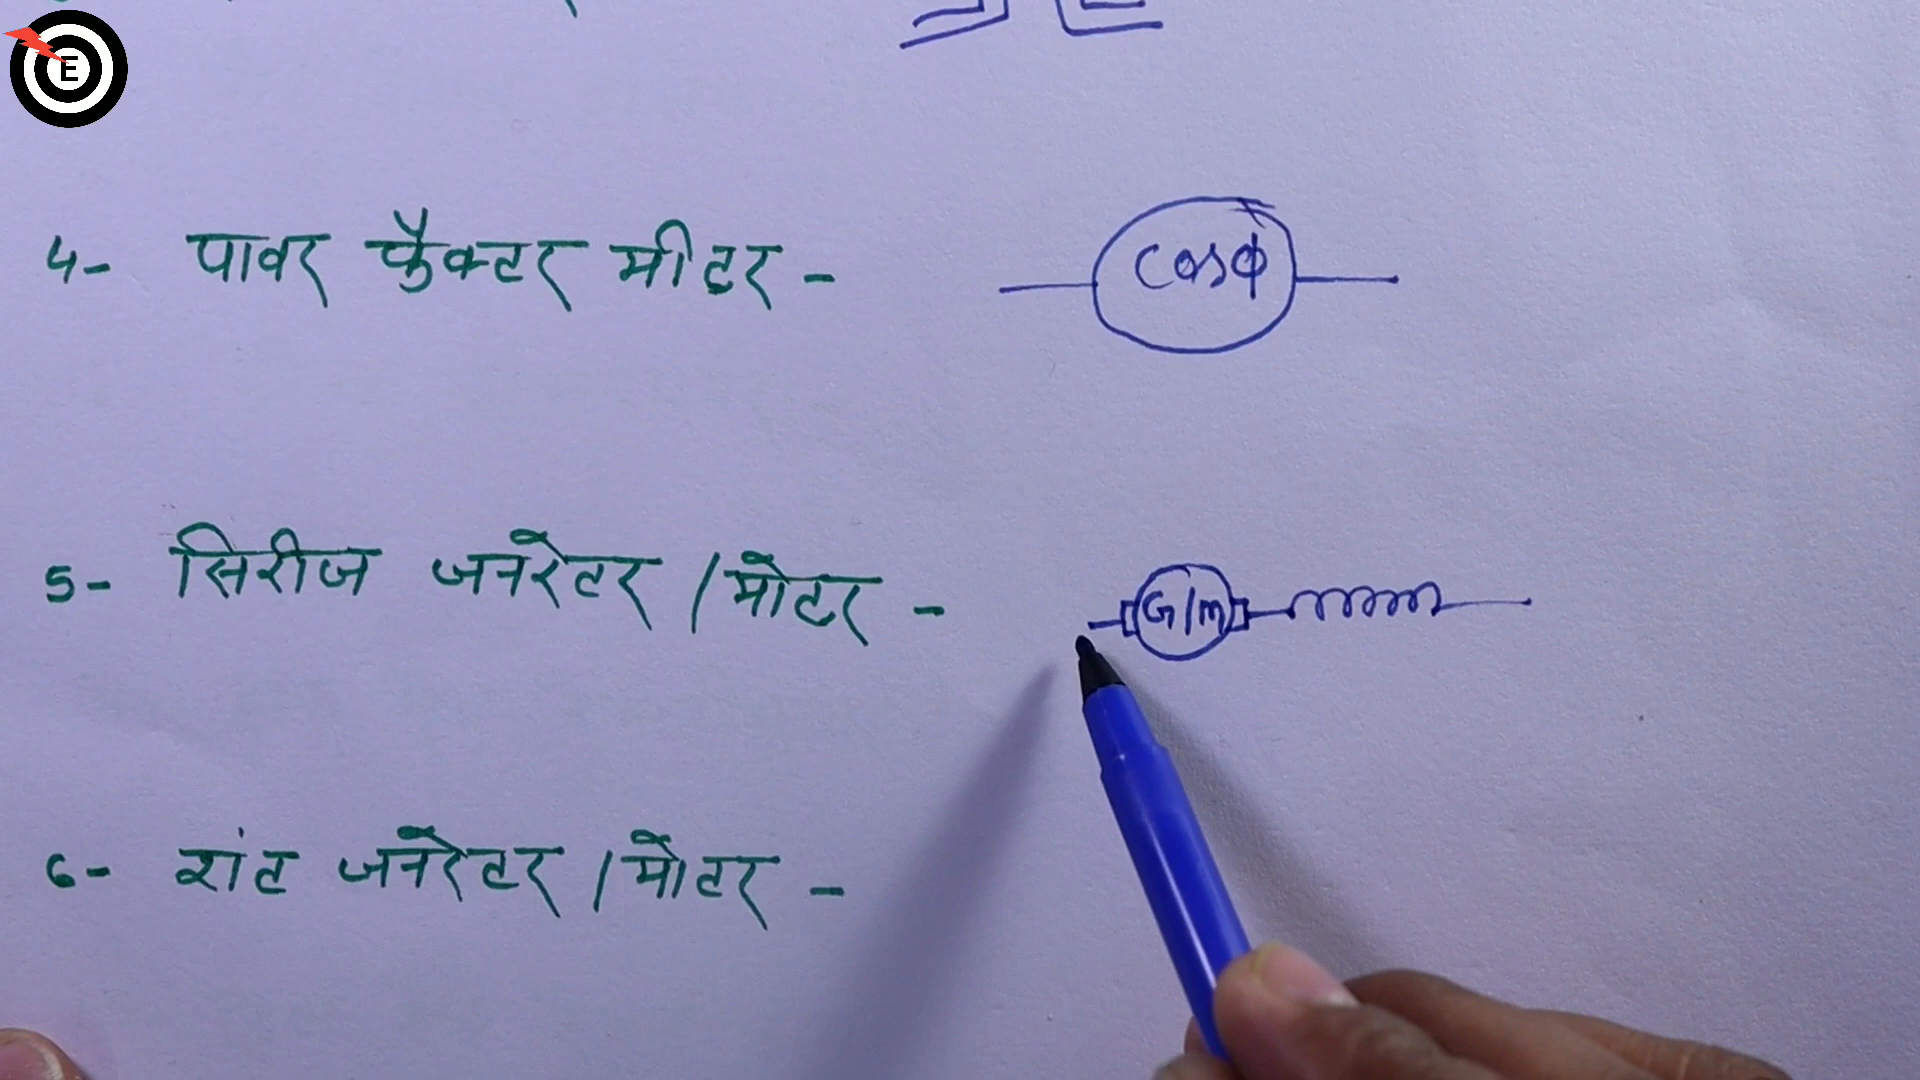 E
4- पावर फैक्टर मीटर - cosφ
5- सिरीज जनरेटर / मोटर - G/m
6- शंट जनरेटर / मोटर -